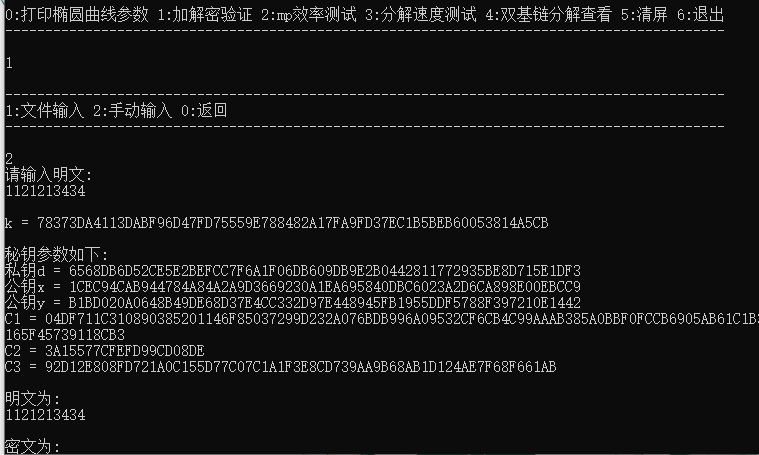 0:打印椭圆曲线参数 1:加解密验证 2:mp效率测试 3:分解速度测试 4:双基链分解查看 5:清屏 6:退出
------------------------------------------------------------------------------------------
1
------------------------------------------------------------------------------------------
1:文件输入 2:手动输入 0:返回
------------------------------------------------------------------------------------------
2
请输入明文:
1121213434
k = 78373DA4113DABF96D47FD75559E788482A17FA9FD37EC1B5BEB60053814A5CB
秘钥参数如下:
私钥d = 6568DB6D52CE5E2BEFCC7F6A1F06DB609DB9E2B0442811772935BE8D715E1DF3
公钥x = 1CEC94CAB944784A84A2A9D3669230A1EA695840DBC6023A2D6CA898E00EBCC9
公钥y = B1BD020A0648B49DE68D37E4CC332D97E448945FB1955DDF5788F397210E1442
C1 = 04DF711C310890385201146F85037299D232A076BDB996A09532CF6CB4C99AAAB385A0BBF0FCCB6905AB61C1B3
165F45739118CB3
C2 = 3A15577CFEFD99CD08DE
C3 = 92D12E808FD721A0C155D77C07C1A1F3E8CD739AA9B68AB1D124AE7F68F661AB
明文为:
1121213434
密文为: